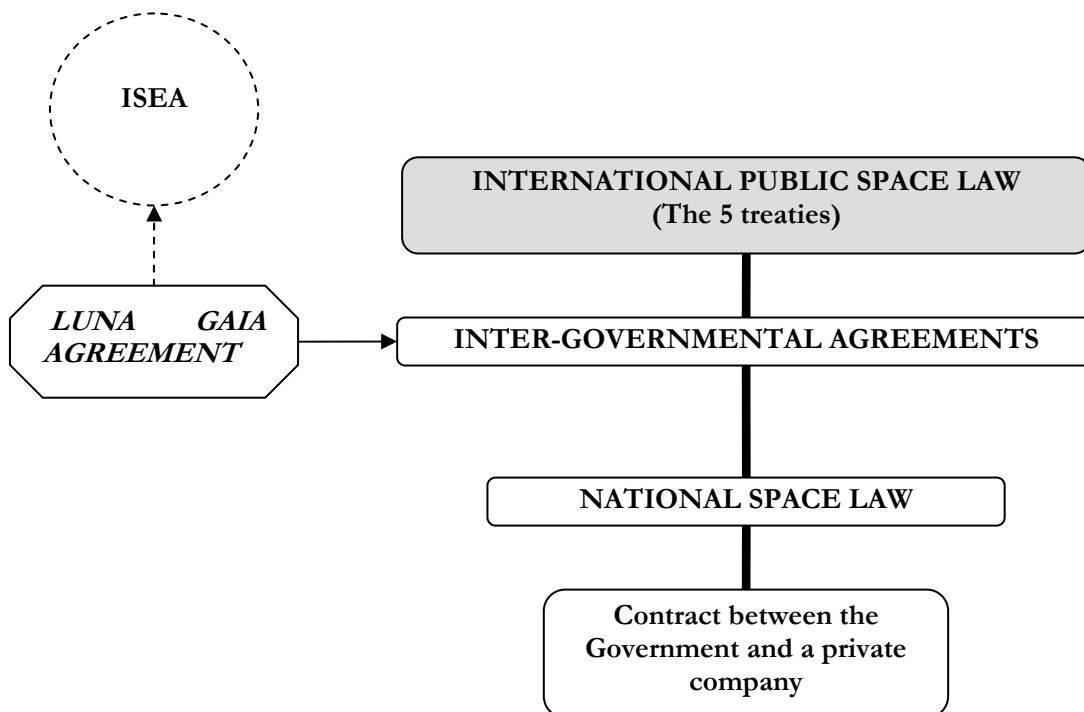 ISEA
INTERNATIONAL PUBLIC SPACE LAW
(The 5 treaties)
LUNA GAIA
AGREEMENT
INTER-GOVERNMENTAL AGREEMENTS
NATIONAL SPACE LAW
Contract between the
Government and a private
company